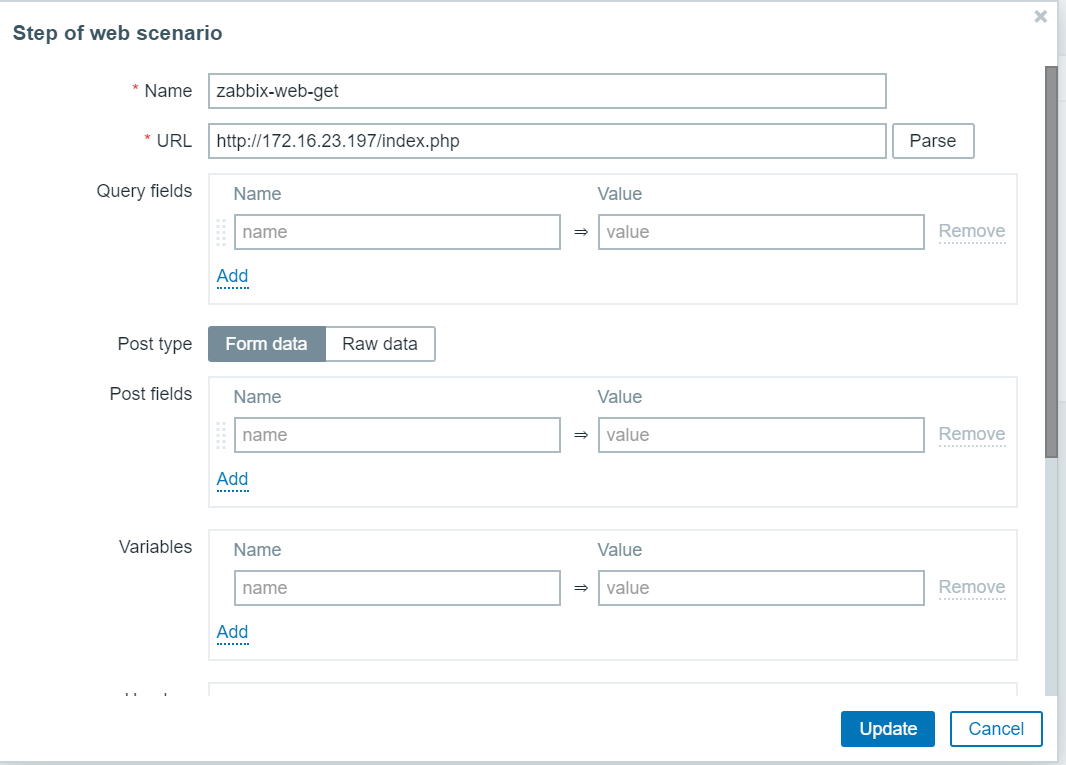 Step of web scenario
×
* Name
zabbix-web-get
* URL
http://172.16.23.197/index.php
Parse
Query fields
Name
Value
name
⇒
value
Remove
Add
Post type
Form data
Raw data
Post fields
Name
Value
name
⇒
value
Remove
Add
Variables
Name
Value
name
⇒
value
Remove
Add
Update
Cancel